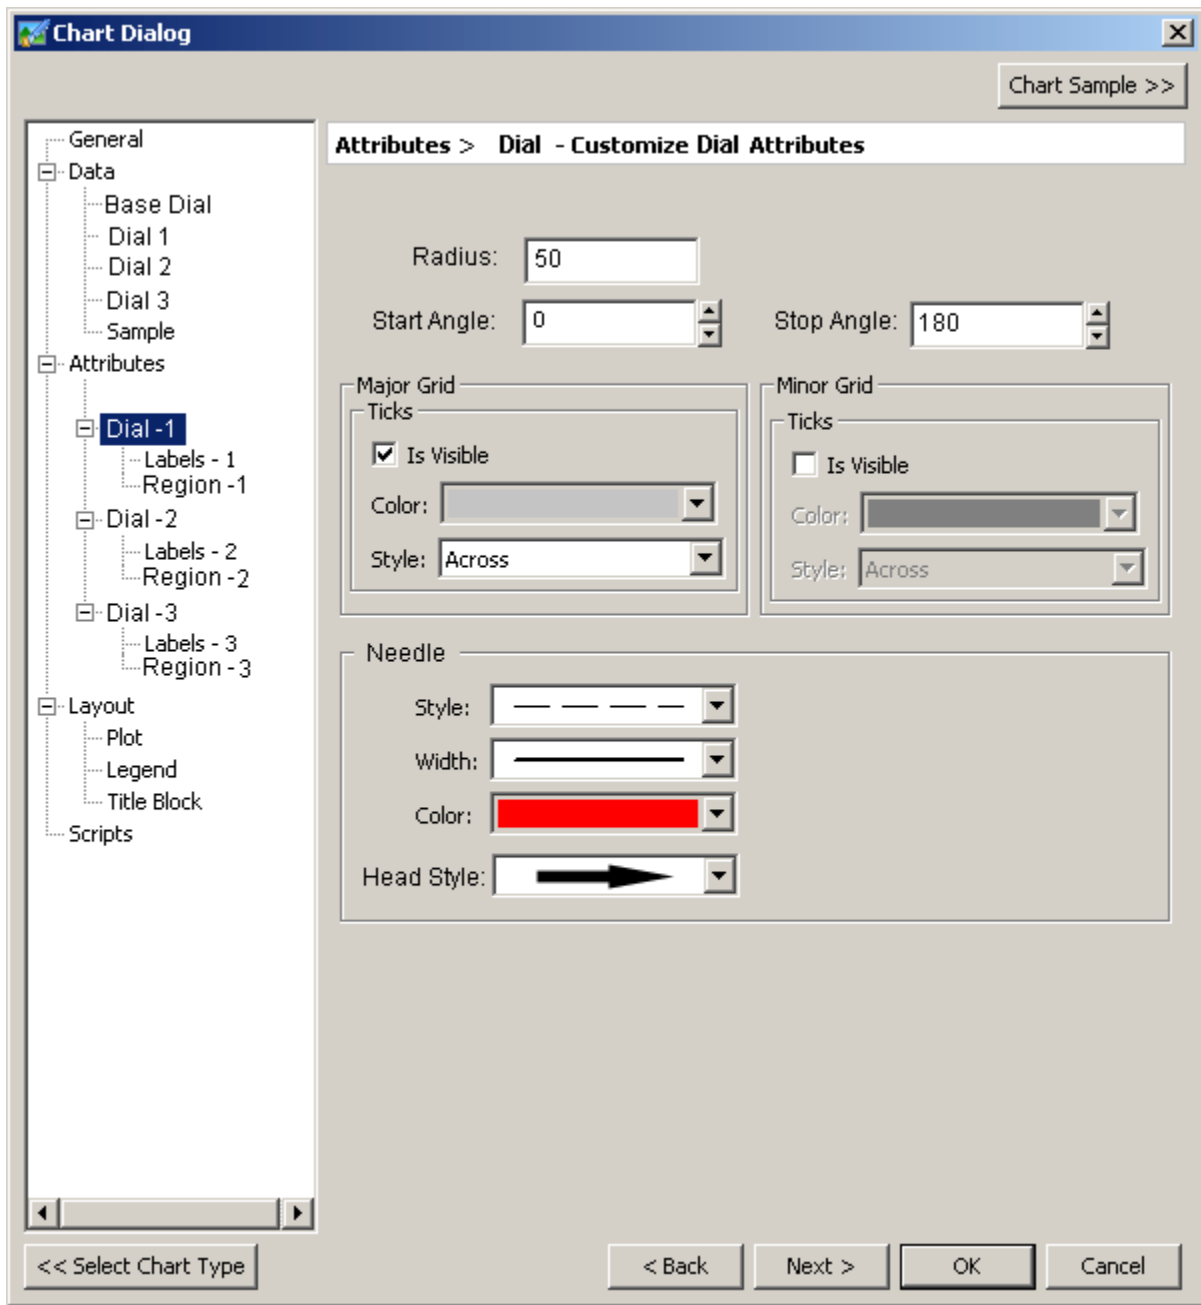 Chart Dialog
Chart Sample >>
General
Data
Base Dial
Dial 1
Dial 2
Dial 3
Sample
Attributes
Dial -1
Labels - 1
Region -1
Dial -2
Labels - 2
Region -2
Dial -3
Labels - 3
Region - 3
Layout
Plot
Legend
Title Block
Scripts
Attributes > Dial - Customize Dial Attributes
Radius: 50
Start Angle: 0 Stop Angle: 180
Major Grid
Ticks
Is Visible
Color:
Style: Across
Minor Grid
Ticks
Is Visible
Color:
Style: Across
Needle
Style:
Width:
Color:
Head Style:
<< Select Chart Type < Back Next > OK Cancel